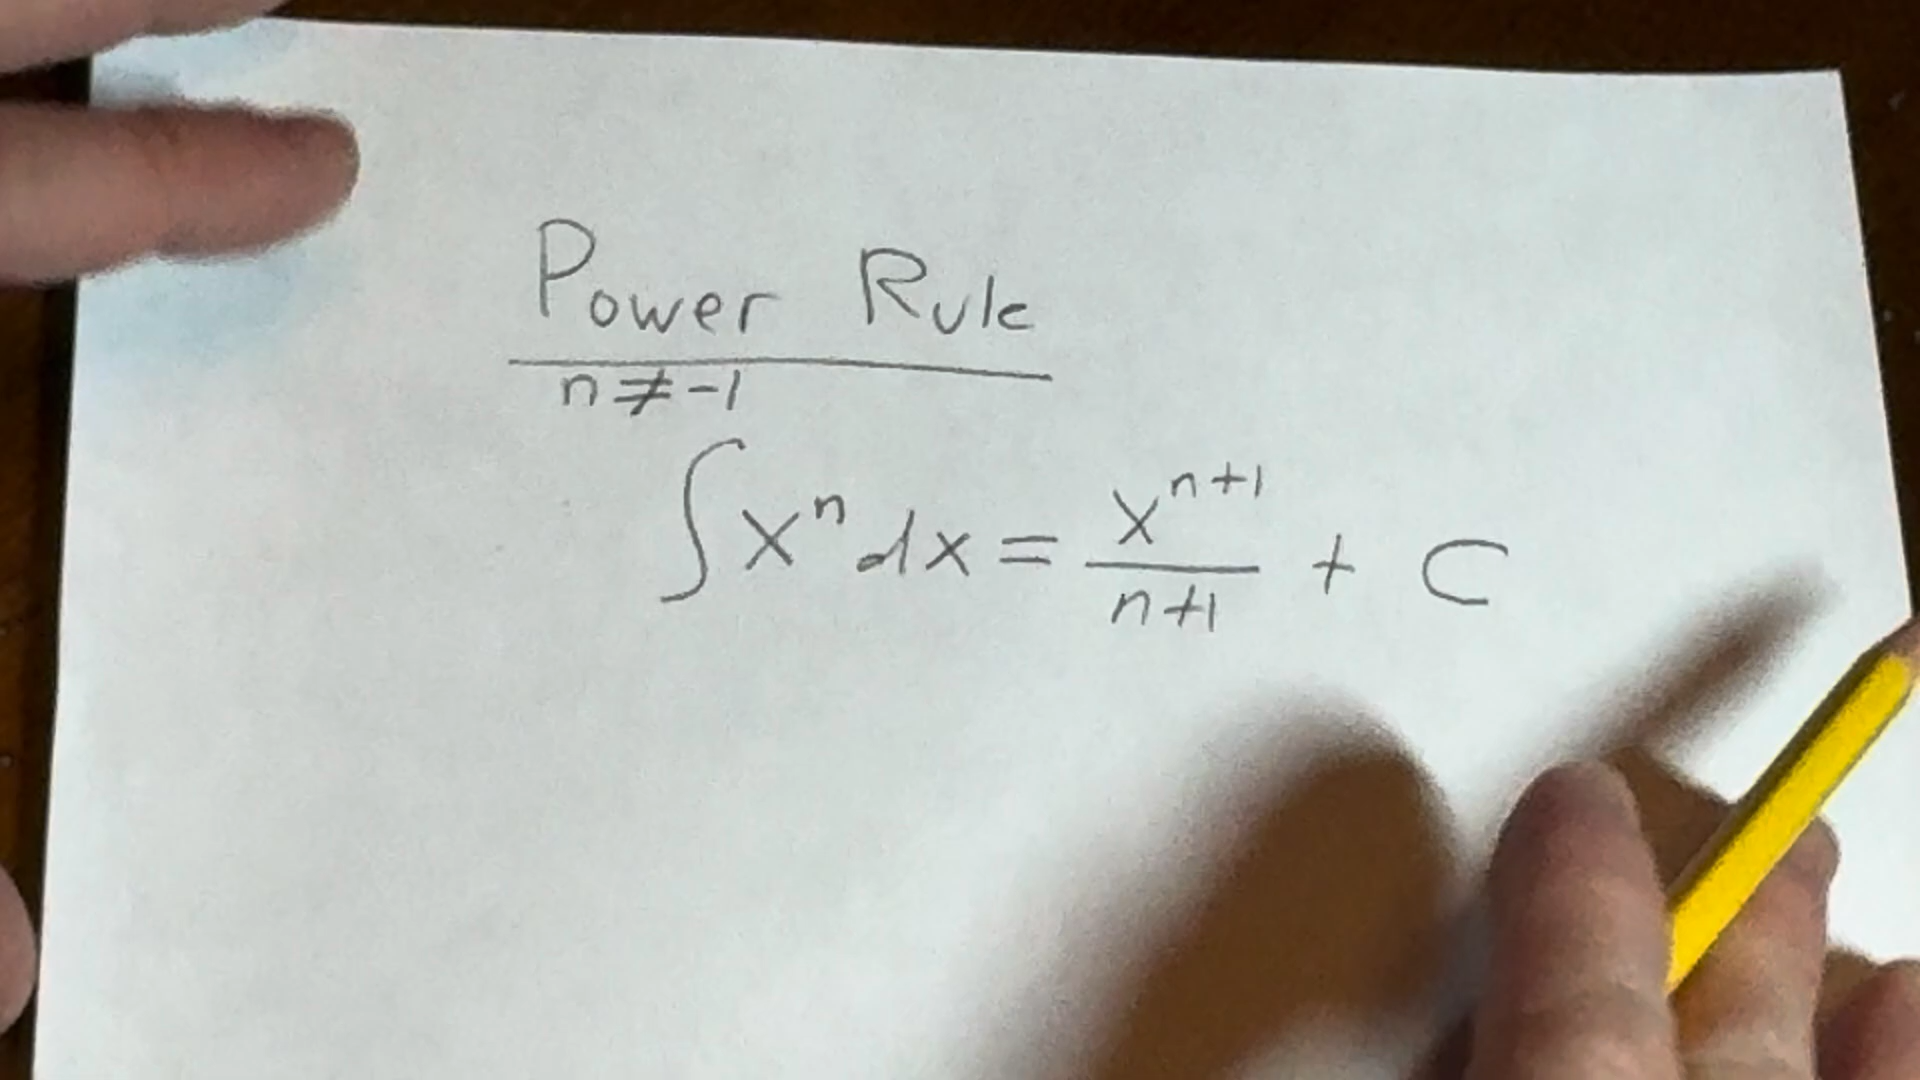 Power Rule
n ≠ -1
∫ xⁿ dx = xⁿ⁺¹/n+1 + C